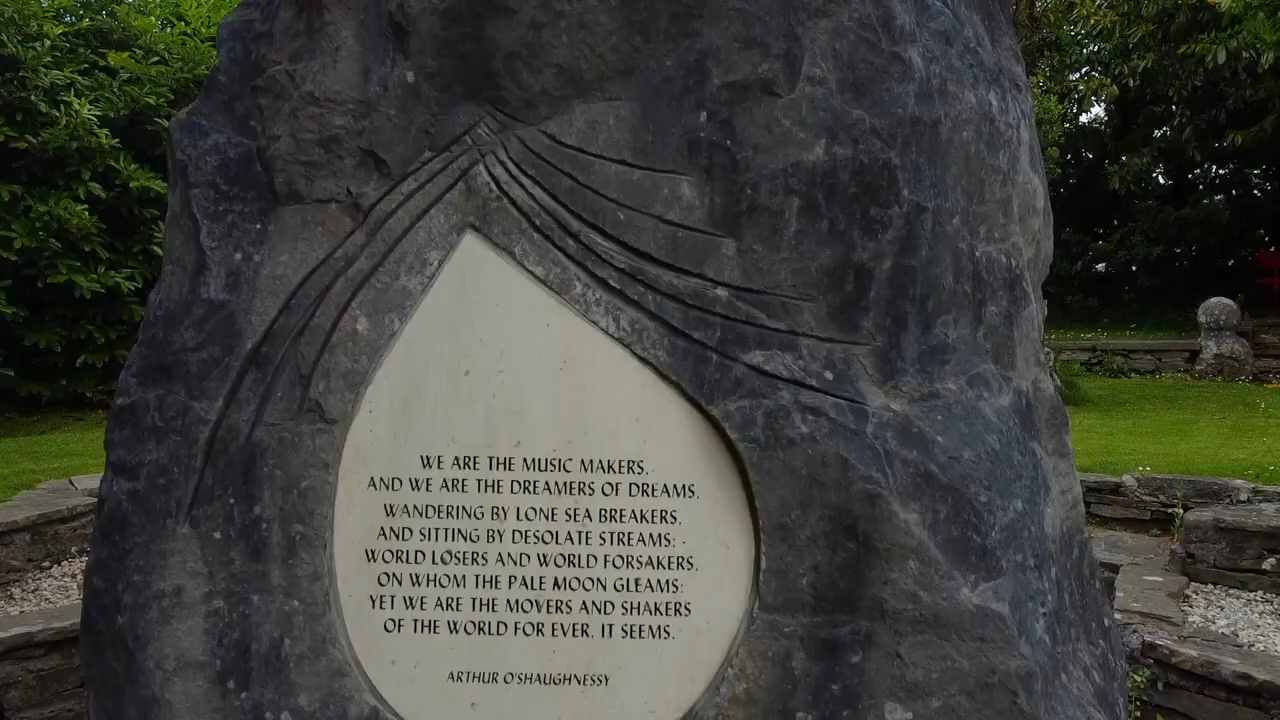 WE ARE THE MUSIC MAKERS,
AND WE ARE THE DREAMERS OF DREAMS,
WANDERING BY LONE SEA BREAKERS,
AND SITTING BY DESOLATE STREAMS: -
WORLD LOSERS AND WORLD FORSAKERS,
ON WHOM THE PALE MOON GLEAMS:
YET WE ARE THE MOVERS AND SHAKERS
OF THE WORLD FOR EVER, IT SEEMS.
ARTHUR O'SHAUGHNESSY